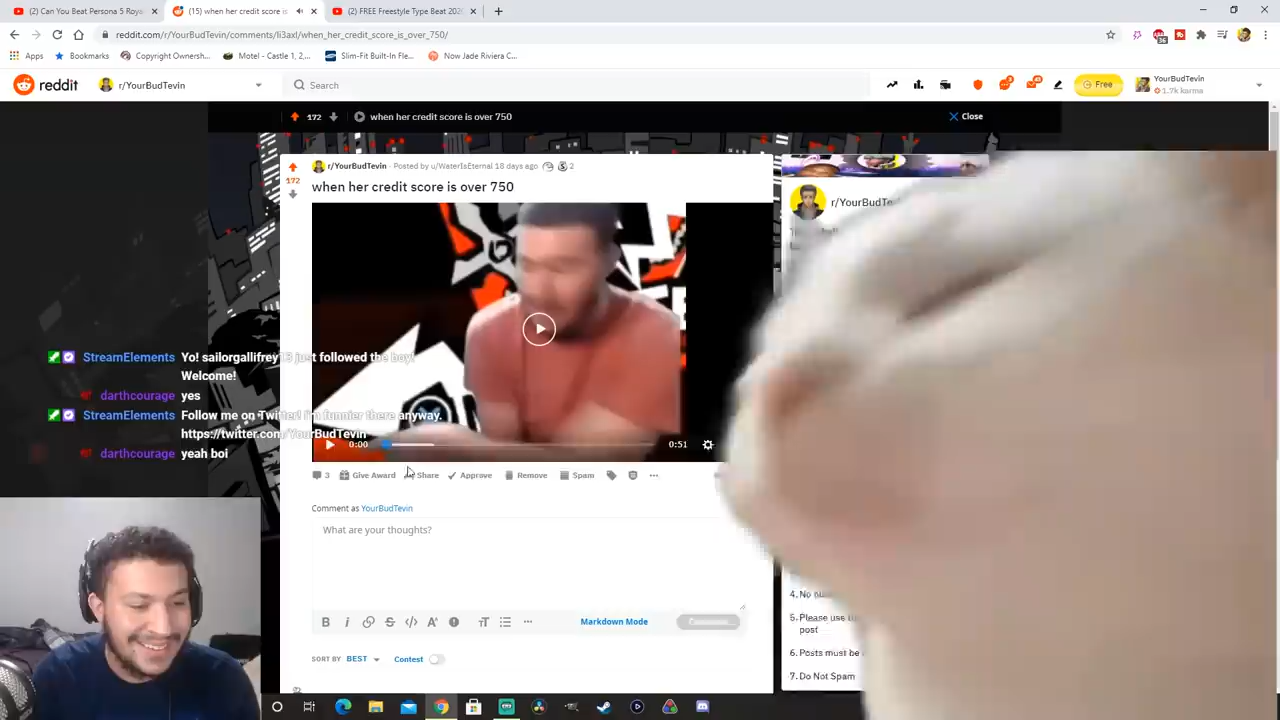 (2) Can You Beat Persona 5 Roya
(15) when her credit score is
(2) FREE Freestyle Type Beat 202
reddit.com/r/YourBudTevin/comments/li3axl/when_her_credit_score_is_over_750/
Apps
Bookmarks
Copyright Ownersh...
Motel - Castle 1, 2,...
Slim-Fit Built-In Fle...
Now Jade Riviera C...
36
reddit
r/YourBudTevin
Search
Free
YourBudTevin
1.7k karma
172
when her credit score is over 750
Close
172
r/YourBudTevin · Posted by u/WaterIsEternal 18 days ago
2
when her credit score is over 750
r/YourBudTe
StreamElements Yo! sailorgallifrey13 just followed the boy!
Welcome!
darthcourage yes
StreamElements Follow me on Twitter! I'm funnier there anyway.
https://twitter.com/YourBudTevin
darthcourage yeah boi
0:00
0:51
3
Give Award
Share
Approve
Remove
Spam
Comment as YourBudTevin
What are your thoughts?
Markdown Mode
SORT BY BEST
Contest
4. No
5. Please use
post
6. Posts must be
7. Do Not Spam